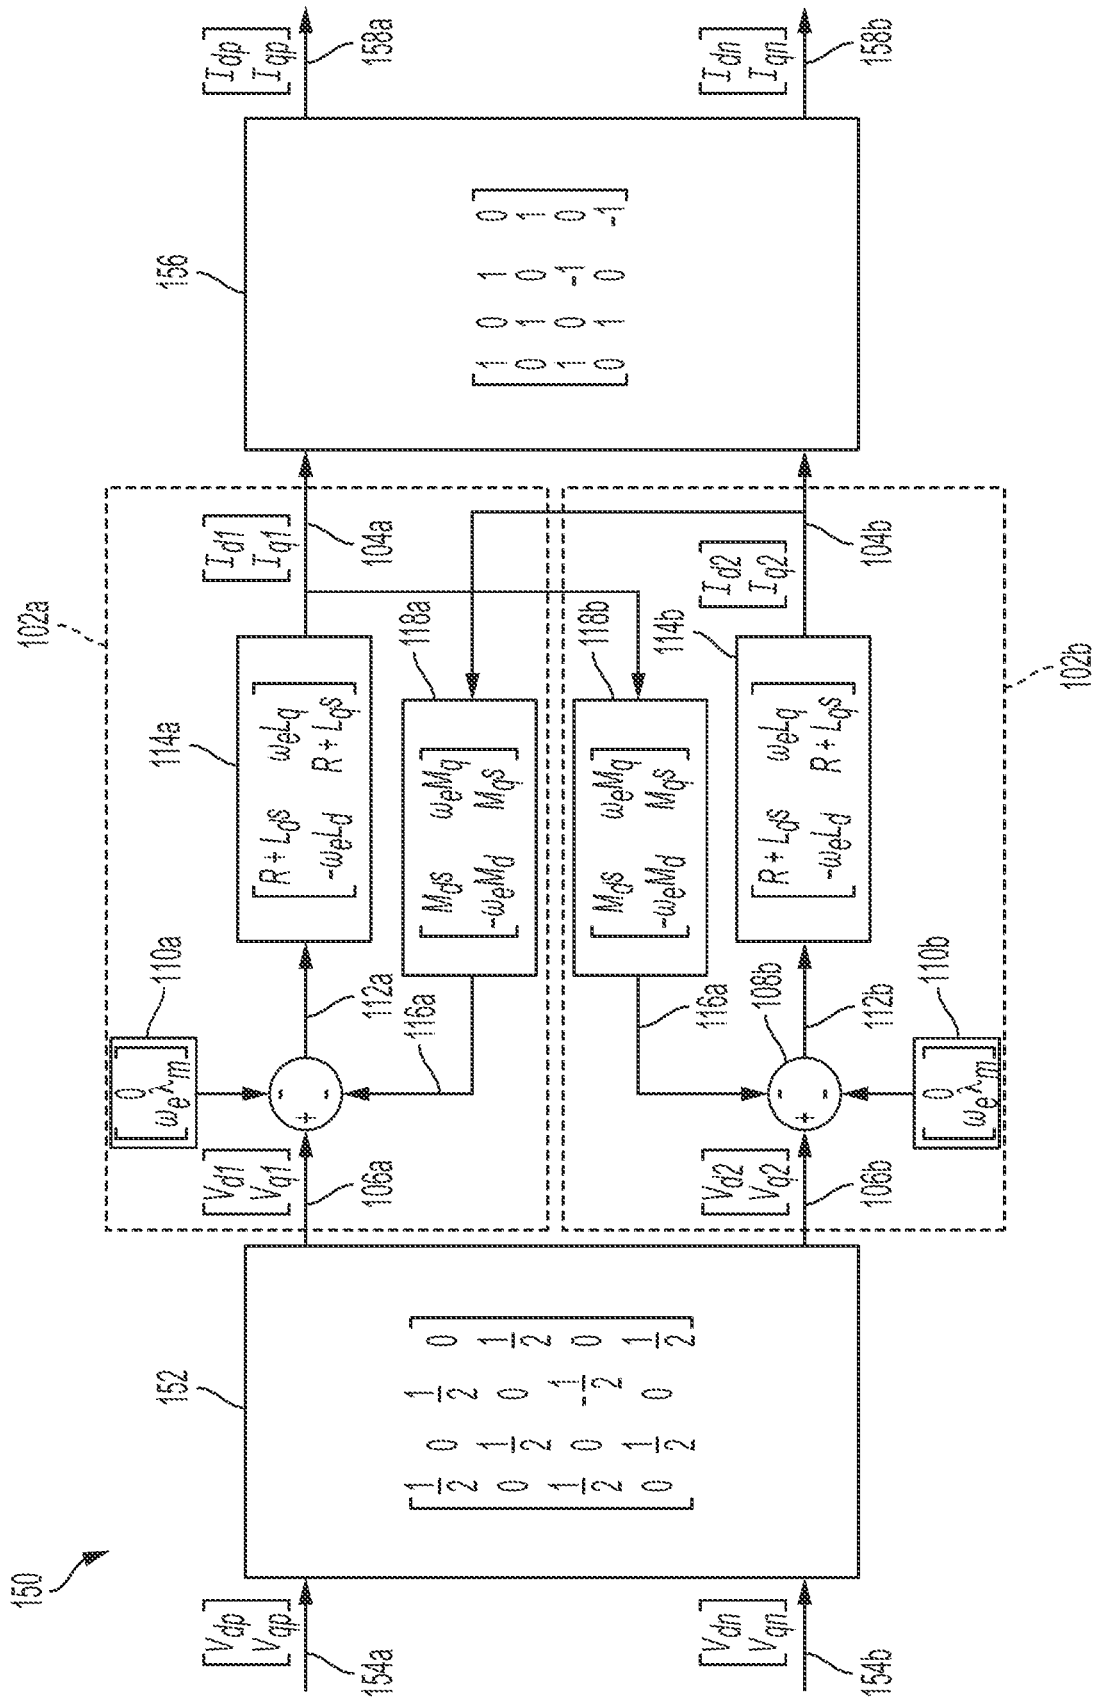 150
[Vdp
Vqp]
154a
[Vdn
Vqn]
154b
152
[1/2 0 1/2 0
0 1/2 0 1/2
1/2 0 -1/2 0
0 1/2 0 1/2]
102a
[Vd1
Vq1]
106a
110a
[0
ωeλm]
+ - -
112a
116a
114a
[R + Lds ωeLq
-ωeLd R + Lqs]
118a
[Mds ωeMq
-ωeMd Mqs]
[Id1
Iq1]
104a
102b
[Vd2
Vq2]
106b
110b
[0
ωeλm]
+ - -
108b
112b
116a
118b
[Mds ωeMq
-ωeMd Mqs]
114b
[R + Lds ωeLq
-ωeLd R + Lqs]
[Id2
Iq2]
104b
156
[1 0 1 0
0 1 0 1
1 0 -1 0
0 1 0 -1]
[Idp
Iqp]
158a
[Idn
Iqn]
158b